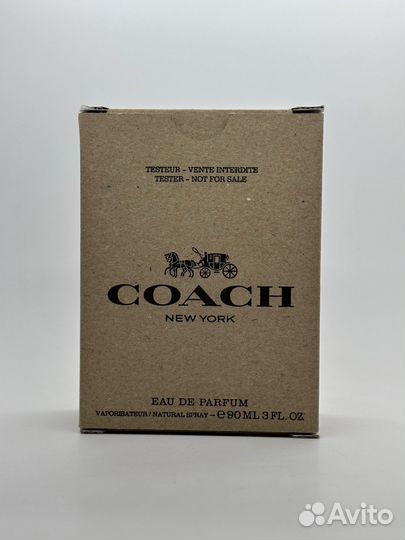 TESTEUR - VENTE INTERDITE
TESTER - NOT FOR SALE
COACH
NEW YORK
EAU DE PARFUM
VAPORISATEUR / NATURAL SPRAY - ℮ 90 ML 3 FL. OZ
Avito